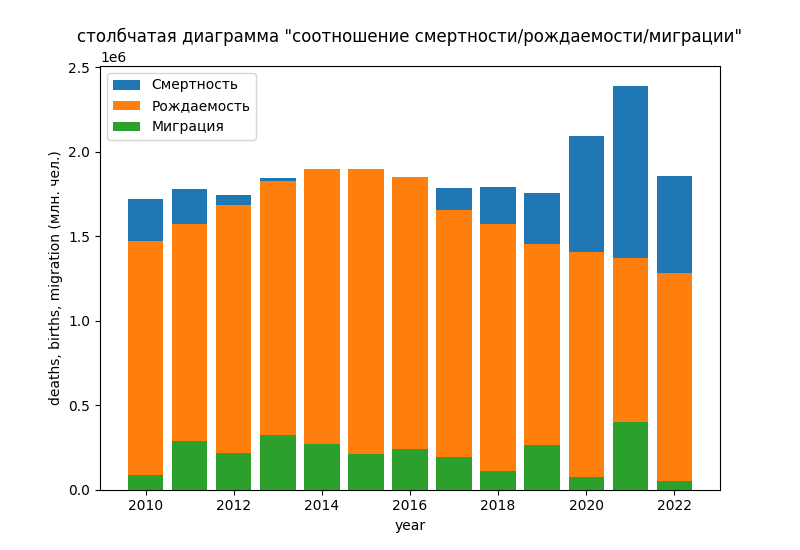 столбчатая диаграмма "соотношение смертности/рождаемости/миграции"
1e6
2.5
2.0
1.5
1.0
0.5
0.0
deaths, births, migration (млн. чел.)
Смертность
Рождаемость
Миграция
2010
2012
2014
2016
2018
2020
2022
year